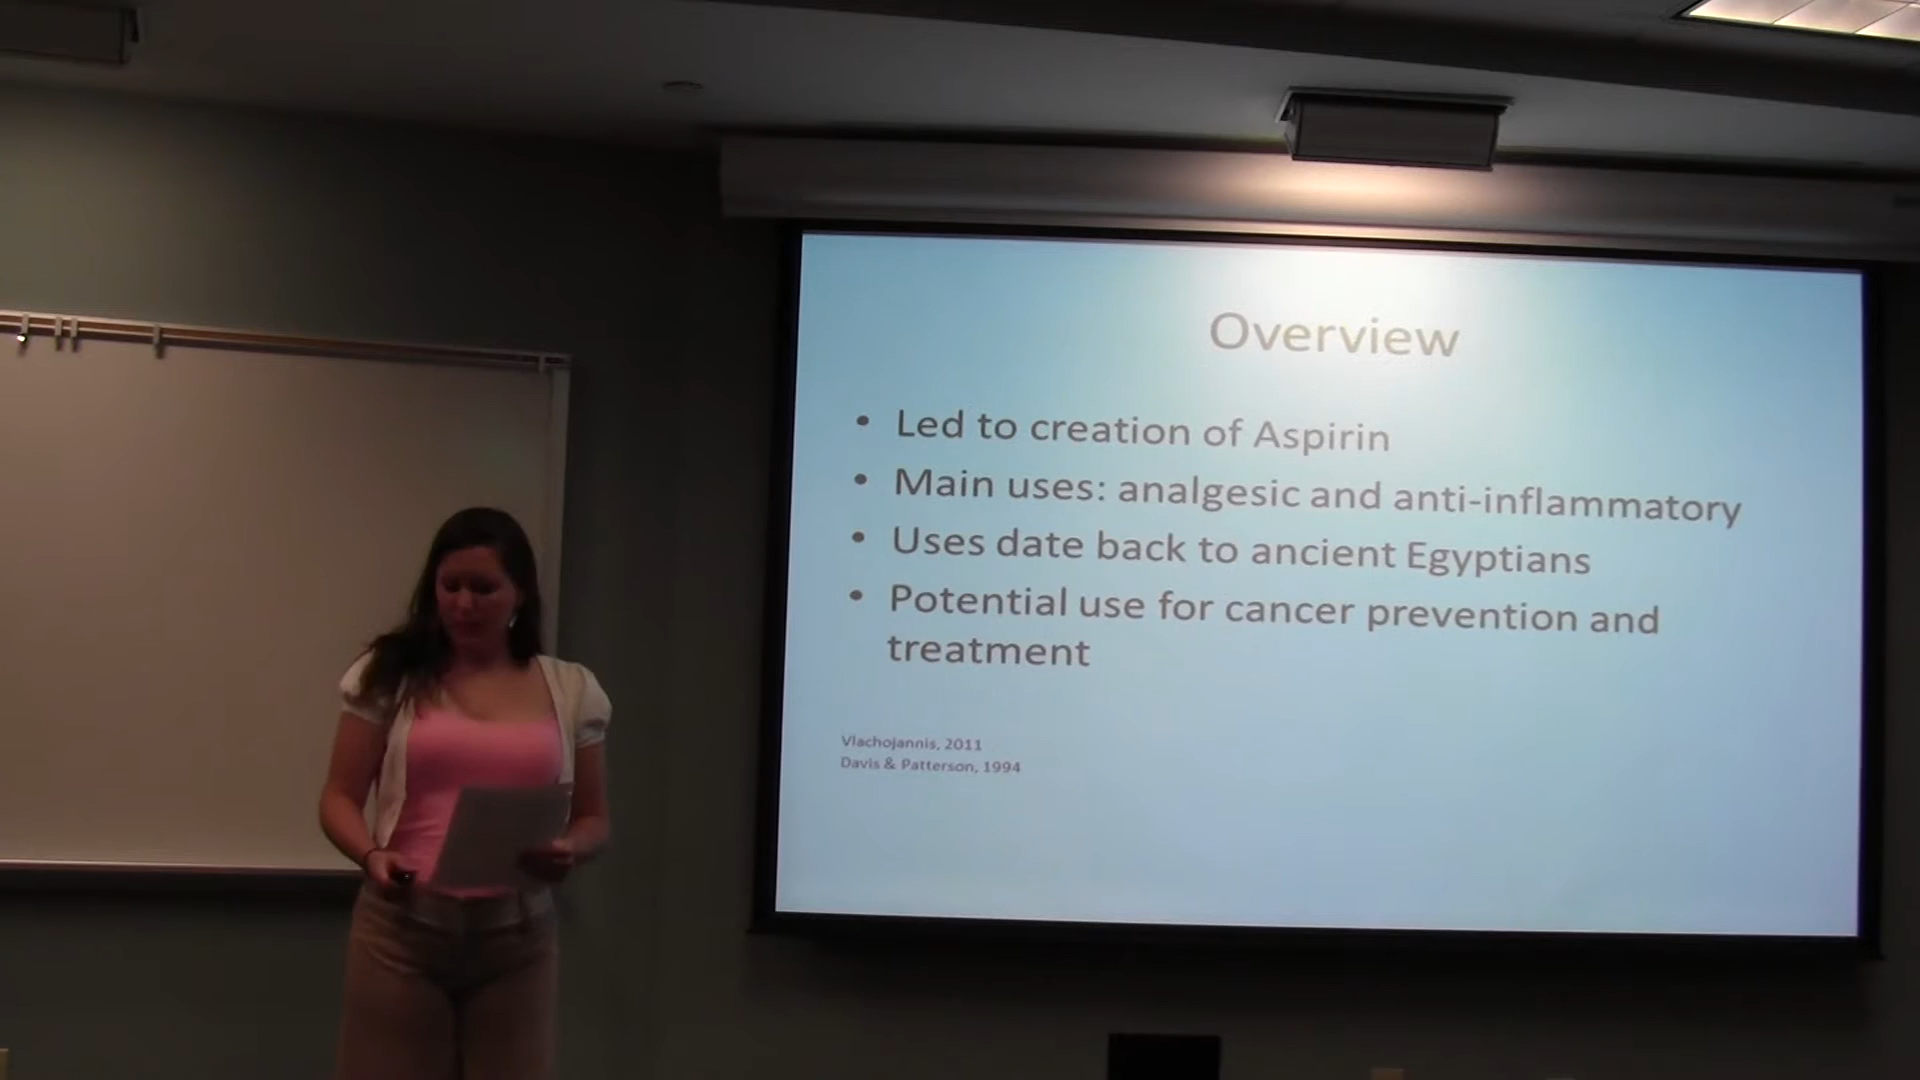 Overview
• Led to creation of Aspirin
• Main uses: analgesic and anti-inflammatory
• Uses date back to ancient Egyptians
• Potential use for cancer prevention and
treatment
Vlachojannis, 2011
Davis & Patterson, 1994